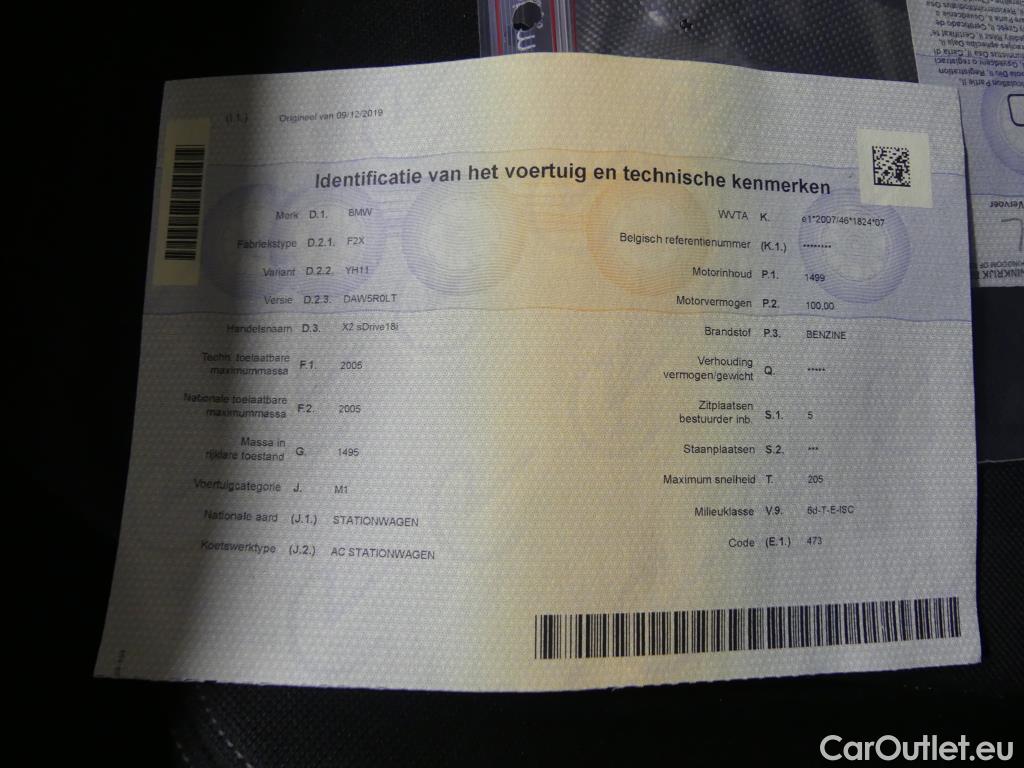 (I.1.) Origineel van 09/12/2019
Identificatie van het voertuig en technische kenmerken
Merk D.1. BMW
Fabriekstype D.2.1. F2X
Variant D.2.2. YH11
Versie D.2.3. DAW5R0LT
Handelsnaam D.3. X2 sDrive18i
Techn. toelaatbare
maximummassa F.1. 2005
Nationale toelaatbare
maximummassa F.2. 2005
Massa in
rijklare toestand G. 1495
Voertuigcategorie J. M1
Nationale aard (J.1.) STATIONWAGEN
Koetswerktype (J.2.) AC STATIONWAGEN
WVTA K. e1*2007/46*1824*07
Belgisch referentienummer (K.1.) ********
Motorinhoud P.1. 1499
Motorvermogen P.2. 100,00
Brandstof P.3. BENZINE
Verhouding
vermogen/gewicht Q. *****
Zitplaatsen
bestuurder inb. S.1. 5
Staanplaatsen S.2. ***
Maximum snelheid T. 205
Milieuklasse V.9. 6d-T-E-ISC
Code (E.1.) 473
Vervoer
CarOutlet.eu